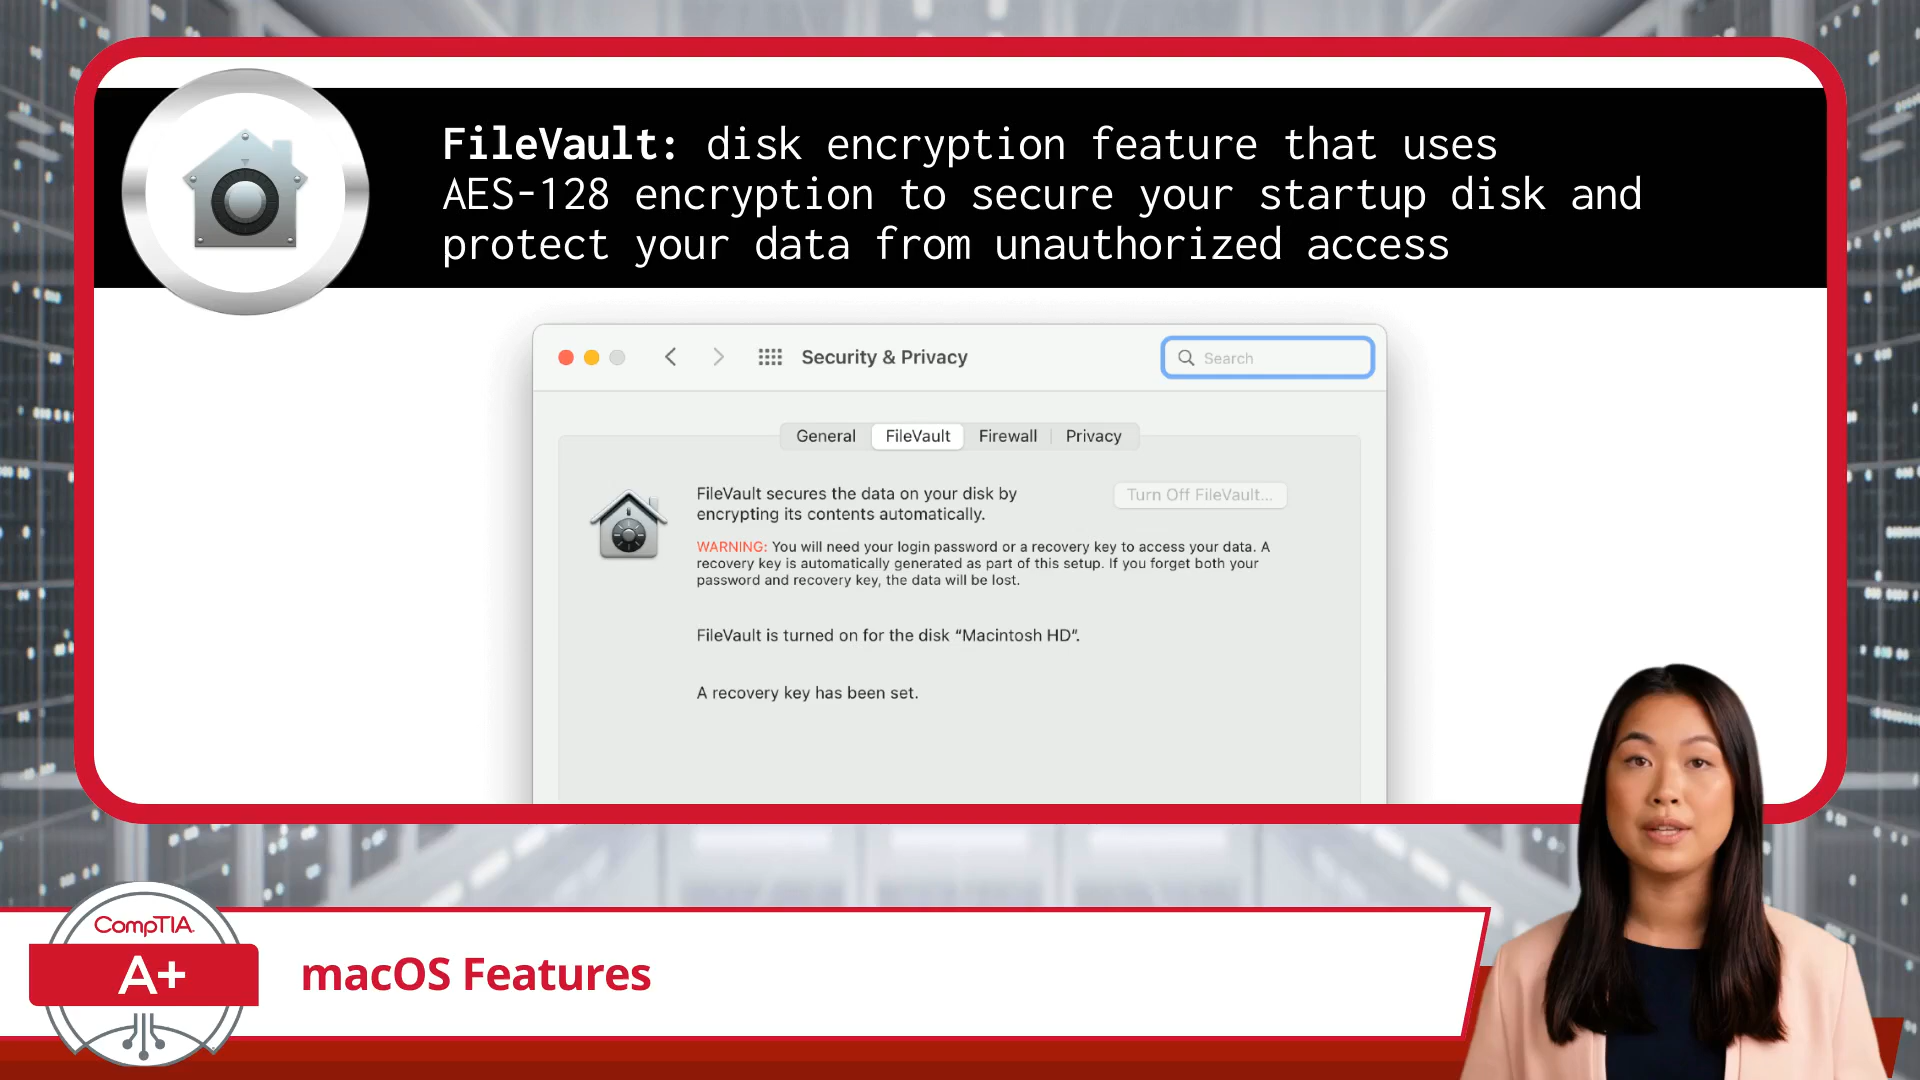 FileVault: disk encryption feature that uses
AES-128 encryption to secure your startup disk and
protect your data from unauthorized access
Security & Privacy
Search
General
FileVault
Firewall
Privacy
FileVault secures the data on your disk by
encrypting its contents automatically.
Turn Off FileVault...
WARNING: You will need your login password or a recovery key to access your data. A
recovery key is automatically generated as part of this setup. If you forget both your
password and recovery key, the data will be lost.
FileVault is turned on for the disk “Macintosh HD”.
A recovery key has been set.
CompTIA.
A+
macOS Features